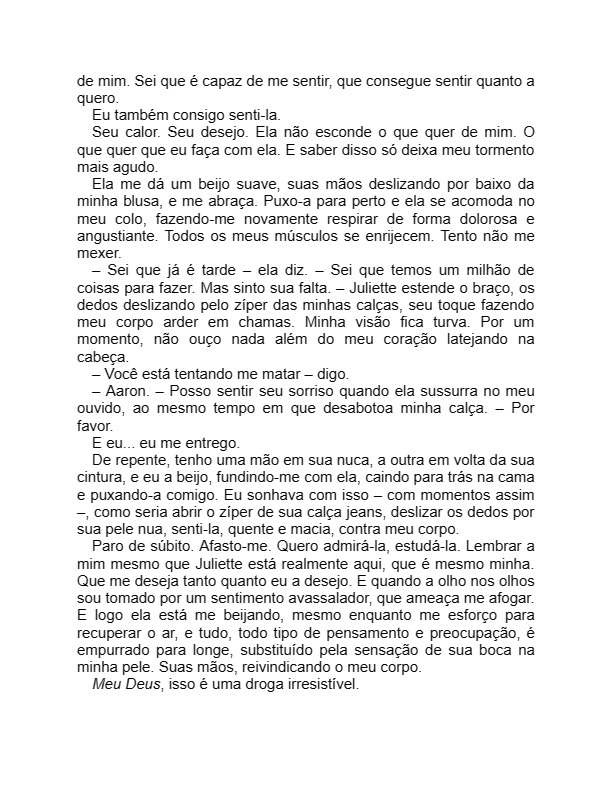 de mim. Sei que é capaz de me sentir, que consegue sentir quanto a
quero.
Eu também consigo senti-la.
Seu calor. Seu desejo. Ela não esconde o que quer de mim. O
que quer que eu faça com ela. E saber disso só deixa meu tormento
mais agudo.
Ela me dá um beijo suave, suas mãos deslizando por baixo da
minha blusa, e me abraça. Puxo-a para perto e ela se acomoda no
meu colo, fazendo-me novamente respirar de forma dolorosa e
angustiante. Todos os meus músculos se enrijecem. Tento não me
mexer.
– Sei que já é tarde – ela diz. – Sei que temos um milhão de
coisas para fazer. Mas sinto sua falta. – Juliette estende o braço, os
dedos deslizando pelo zíper das minhas calças, seu toque fazendo
meu corpo arder em chamas. Minha visão fica turva. Por um
momento, não ouço nada além do meu coração latejando na
cabeça.
– Você está tentando me matar – digo.
– Aaron. – Posso sentir seu sorriso quando ela sussurra no meu
ouvido, ao mesmo tempo em que desabotoa minha calça. – Por
favor.
E eu... eu me entrego.
De repente, tenho uma mão em sua nuca, a outra em volta da sua
cintura, e eu a beijo, fundindo-me com ela, caindo para trás na cama
e puxando-a comigo. Eu sonhava com isso – com momentos assim
–, como seria abrir o zíper de sua calça jeans, deslizar os dedos por
sua pele nua, senti-la, quente e macia, contra meu corpo.
Paro de súbito. Afasto-me. Quero admirá-la, estudá-la. Lembrar a
mim mesmo que Juliette está realmente aqui, que é mesmo minha.
Que me deseja tanto quanto eu a desejo. E quando a olho nos olhos
sou tomado por um sentimento avassalador, que ameaça me afogar.
E logo ela está me beijando, mesmo enquanto me esforço para
recuperar o ar, e tudo, todo tipo de pensamento e preocupação, é
empurrado para longe, substituído pela sensação de sua boca na
minha pele. Suas mãos, reivindicando o meu corpo.
Meu Deus, isso é uma droga irresistível.